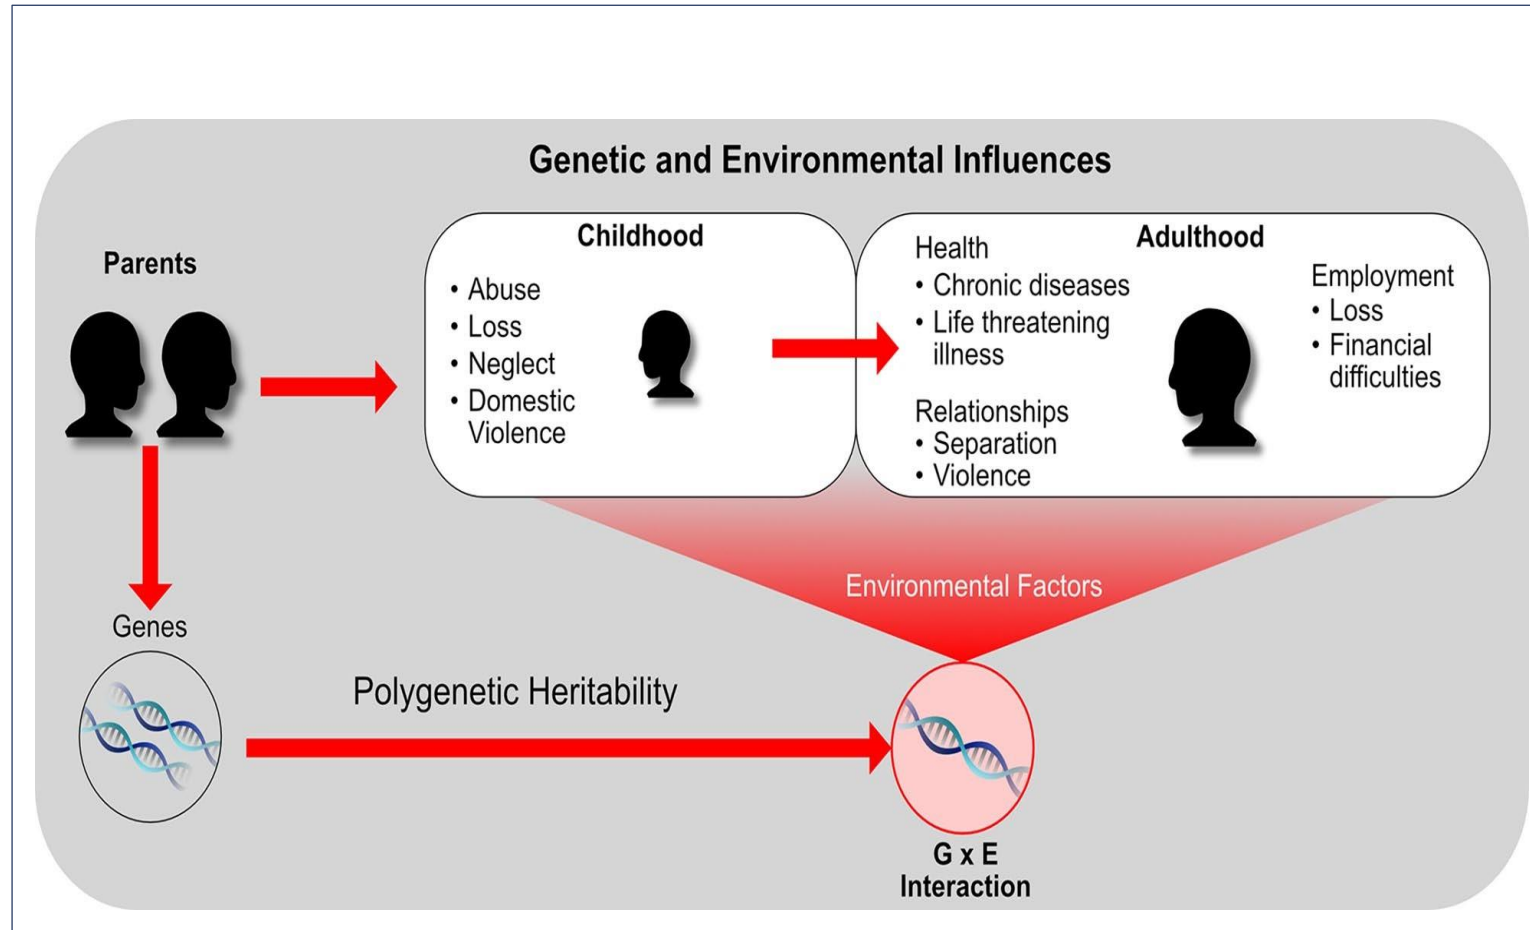 Genetic and Environmental Influences
Parents
Childhood
• Abuse
• Loss
• Neglect
• Domestic
Violence
Adulthood
Health
• Chronic diseases
• Life threatening
illness
Relationships
• Separation
• Violence
Employment
• Loss
• Financial
difficulties
Environmental Factors
Genes
Polygenetic Heritability
G x E
Interaction